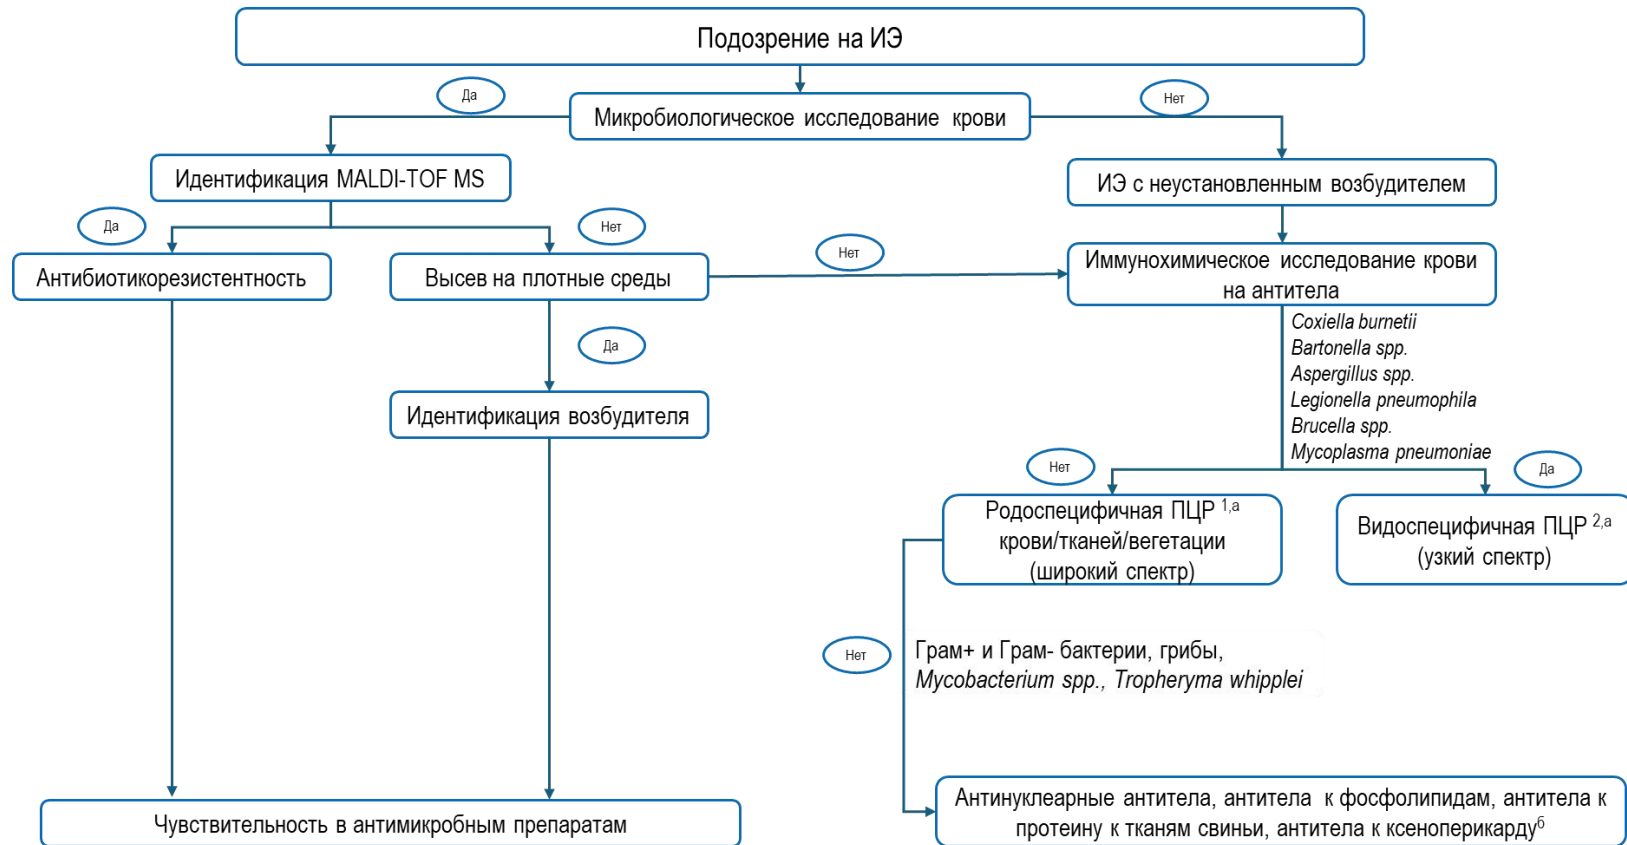 Подозрение на ИЭ
Да
Нет
Микробиологическое исследование крови
Идентификация MALDI-TOF MS
ИЭ с неустановленным возбудителем
Да
Нет
Нет
Антибиотикорезистентность
Высев на плотные среды
Иммунохимическое исследование крови
на антитела
Coxiella burnetii
Bartonella spp.
Aspergillus spp.
Legionella pneumophila
Brucella spp.
Mycoplasma pneumoniae
Да
Идентификация возбудителя
Нет
Да
Родоспецифичная ПЦР 1,а
крови/тканей/вегетации
(широкий спектр)
Видоспецифичная ПЦР 2,а
(узкий спектр)
Нет
Грам+ и Грам- бактерии, грибы,
Mycobacterium spp., Tropheryma whipplei
Антинуклеарные антитела, антитела к фосфолипидам, антитела к
протеину к тканям свиньи, антитела к ксеноперикардуб
Чувствительность в антимикробным препаратам